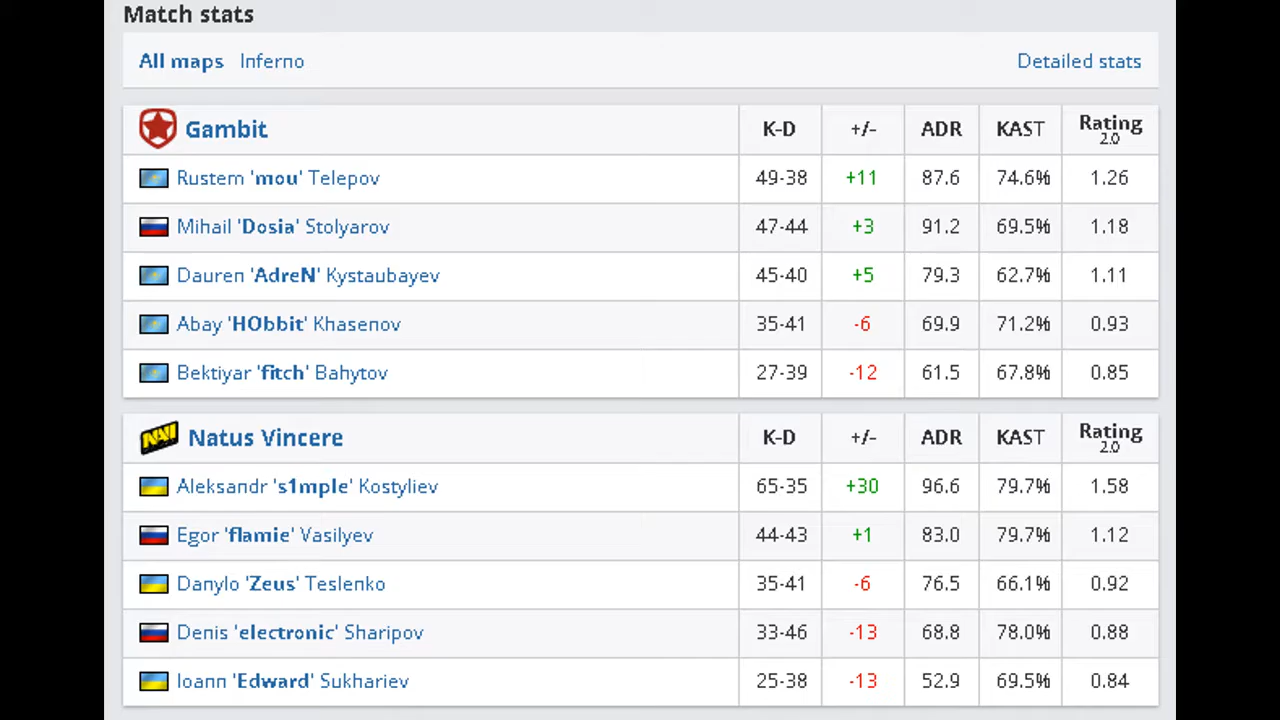 Match stats
All maps Inferno Detailed stats
Gambit K-D +/- ADR KAST Rating 2.0
Rustem 'mou' Telepov 49-38 +11 87.6 74.6% 1.26
Mihail 'Dosia' Stolyarov 47-44 +3 91.2 69.5% 1.18
Dauren 'AdreN' Kystaubayev 45-40 +5 79.3 62.7% 1.11
Abay 'HObbit' Khasenov 35-41 -6 69.9 71.2% 0.93
Bektiyar 'fitch' Bahytov 27-39 -12 61.5 67.8% 0.85
NAVI Natus Vincere K-D +/- ADR KAST Rating 2.0
Aleksandr 's1mple' Kostyliev 65-35 +30 96.6 79.7% 1.58
Egor 'flamie' Vasilyev 44-43 +1 83.0 79.7% 1.12
Danylo 'Zeus' Teslenko 35-41 -6 76.5 66.1% 0.92
Denis 'electronic' Sharipov 33-46 -13 68.8 78.0% 0.88
Ioann 'Edward' Sukhariev 25-38 -13 52.9 69.5% 0.84